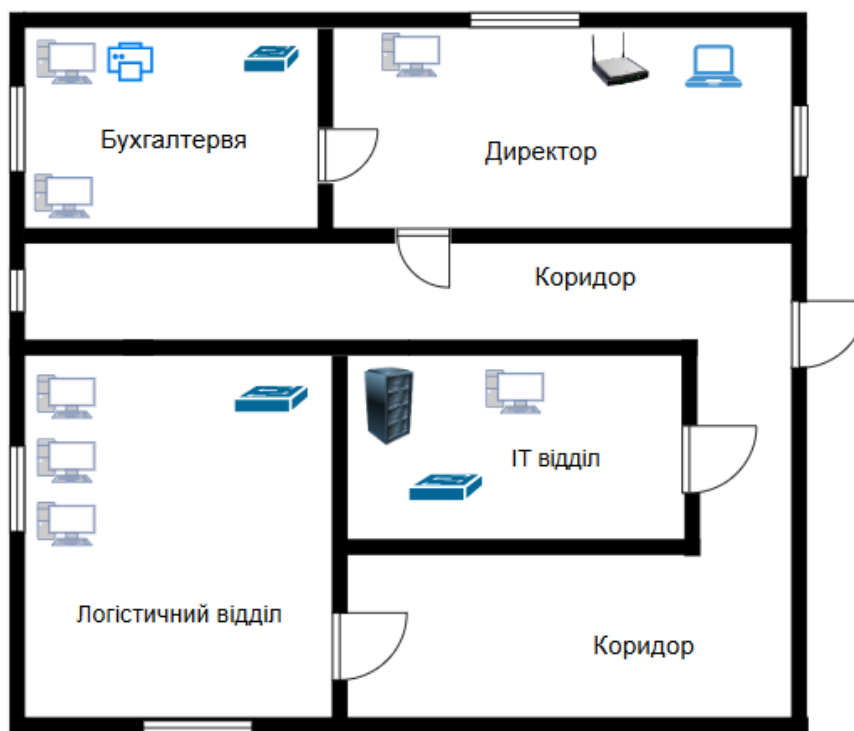 Бухгалтервя
Директор
Коридор
ІТ відділ
Логістичний відділ
Коридор